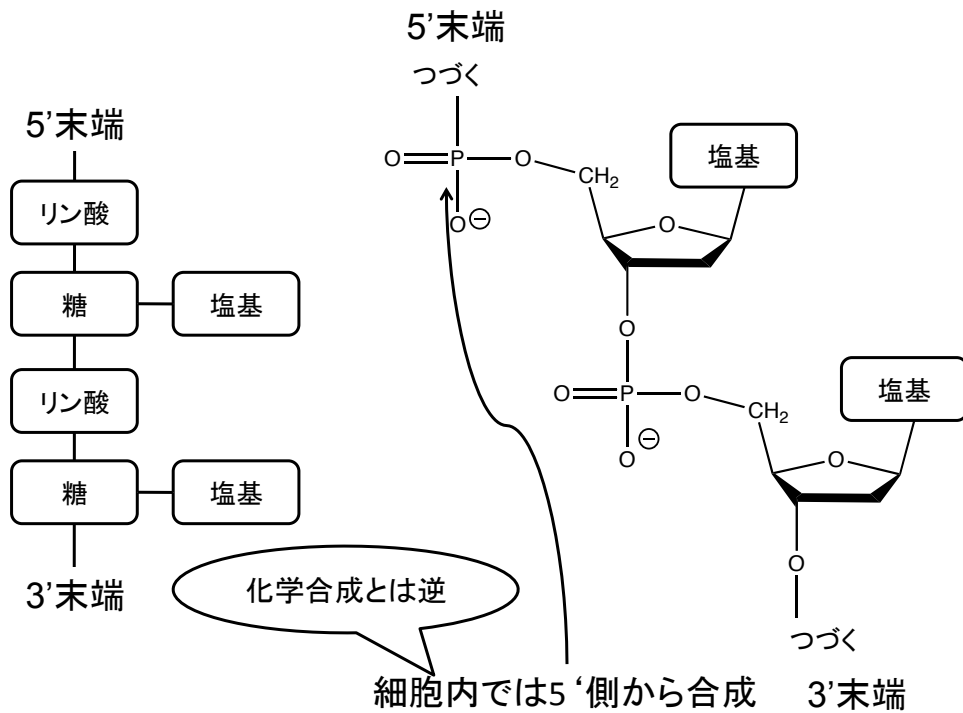 5'末端
リン酸
糖
塩基
リン酸
糖
塩基
3'末端
5'末端
つづく
O
P
O
CH₂
O⊖
O
塩基
O
O
P
O
CH₂
⊖
O
O
塩基
O
つづく
3'末端
化学合成とは逆
細胞内では5‘側から合成